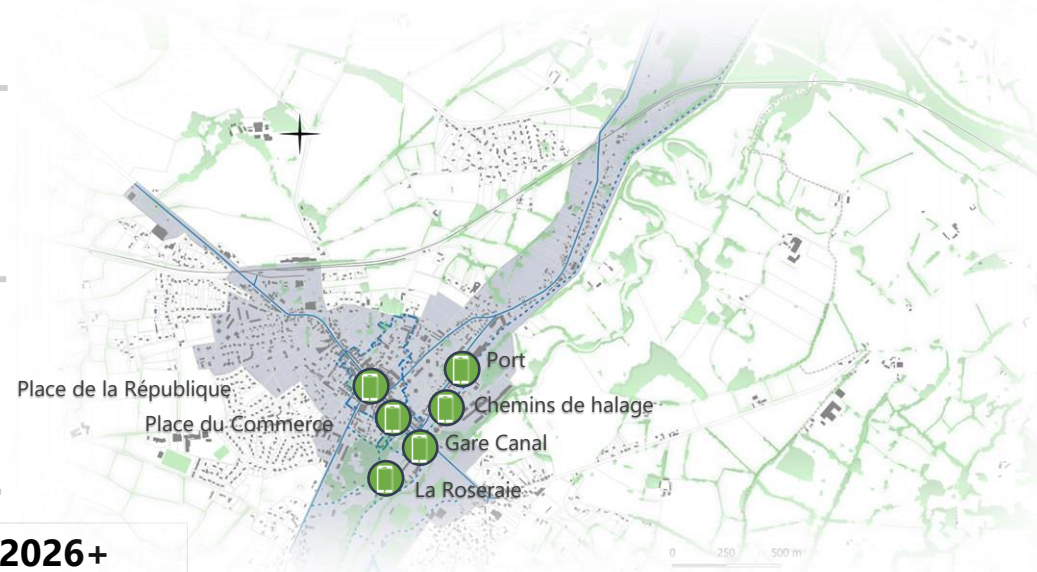 Port
Place de la République
Chemins de halage
Place du Commerce
Gare Canal
La Roseraie
2026+
0 250 500 m